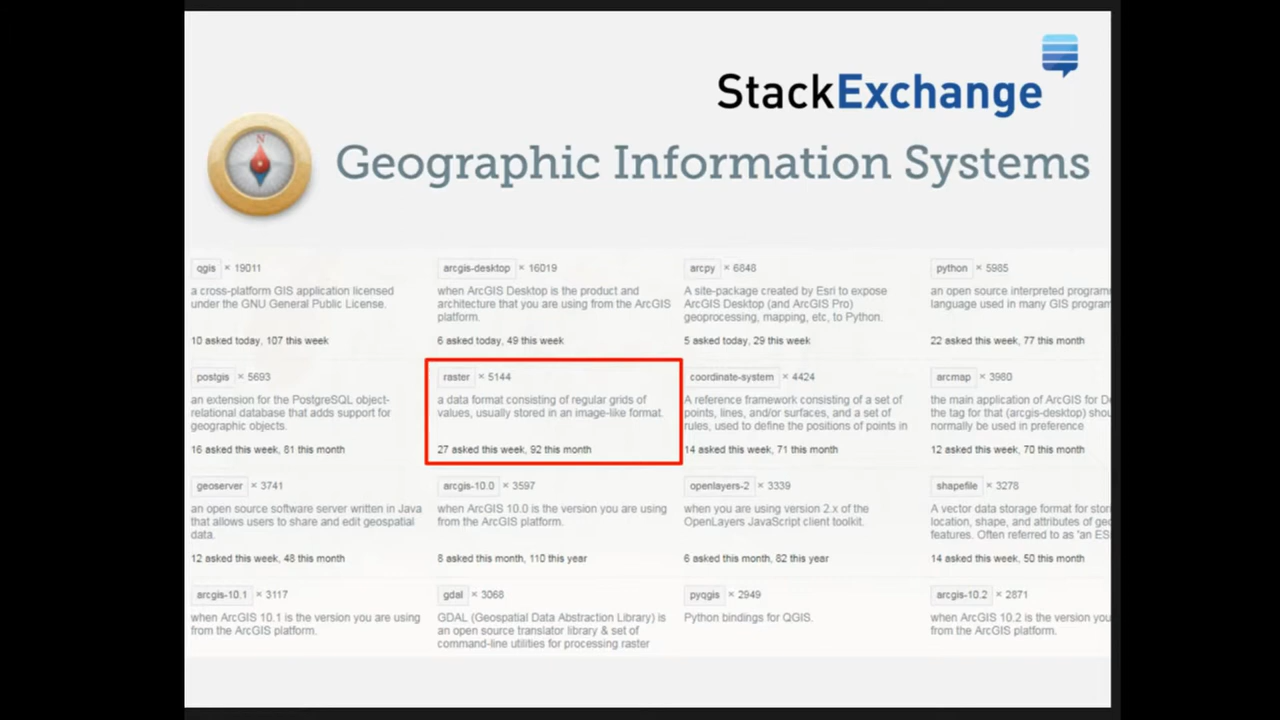 StackExchange
N
Geographic Information Systems
qgis × 19011
a cross-platform GIS application licensed
under the GNU General Public License.
10 asked today, 107 this week
arcgis-desktop × 16019
when ArcGIS Desktop is the product and
architecture that you are using from the ArcGIS
platform.
6 asked today, 49 this week
arcpy × 6848
A site-package created by Esri to expose
ArcGIS Desktop (and ArcGIS Pro)
geoprocessing, mapping, etc, to Python.
5 asked today, 29 this week
python × 5985
an open source interpreted program
language used in many GIS program
22 asked this week, 77 this month
postgis × 5693
an extension for the PostgreSQL object-
relational database that adds support for
geographic objects.
16 asked this week, 81 this month
raster × 5144
a data format consisting of regular grids of
values, usually stored in an image-like format.
27 asked this week, 92 this month
coordinate-system × 4424
A reference framework consisting of a set of
points, lines, and/or surfaces, and a set of
rules, used to define the positions of points in
14 asked this week, 71 this month
arcmap × 3980
the main application of ArcGIS for D
the tag for that (arcgis-desktop) shou
normally be used in preference
12 asked this week, 70 this month
geoserver × 3741
an open source software server written in Java
that allows users to share and edit geospatial
data.
12 asked this week, 48 this month
arcgis-10.0 × 3597
when ArcGIS 10.0 is the version you are using
from the ArcGIS platform.
8 asked this month, 110 this year
openlayers-2 × 3339
when you are using version 2.x of the
OpenLayers JavaScript client toolkit.
6 asked this month, 82 this year
shapefile × 3278
A vector data storage format for stor
location, shape, and attributes of geo
features. Often referred to as 'an ES
14 asked this week, 50 this month
arcgis-10.1 × 3117
when ArcGIS 10.1 is the version you are using
from the ArcGIS platform.
gdal × 3068
GDAL (Geospatial Data Abstraction Library) is
an open source translator library & set of
command-line utilities for processing raster
pyqgis × 2949
Python bindings for QGIS.
arcgis-10.2 × 2871
when ArcGIS 10.2 is the version you
from the ArcGIS platform.